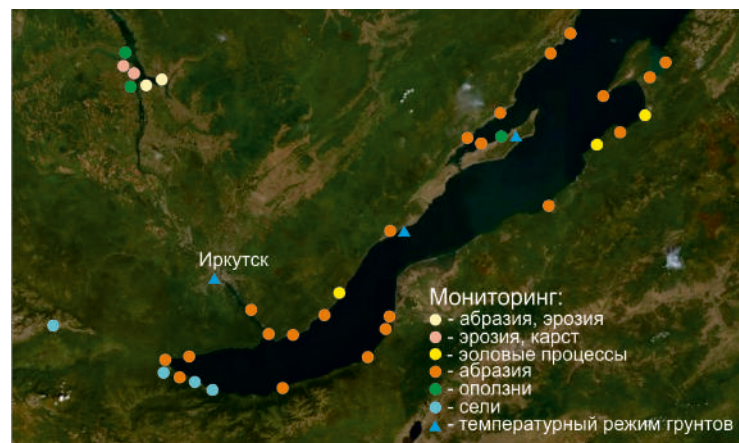 Иркутск
Мониторинг:
- абразия, эрозия
- эрозия, карст
- эоловые процессы
- абразия
- оползни
- сели
- температурный режим грунтов